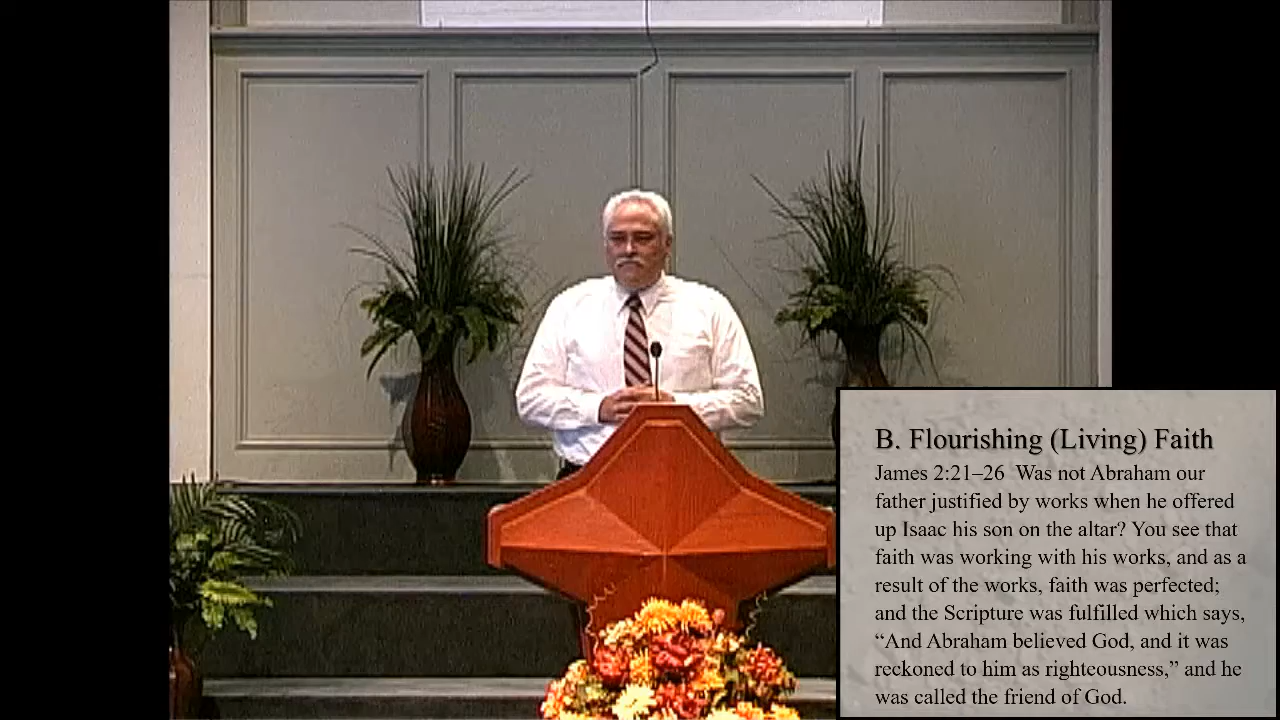 B. Flourishing (Living) Faith
James 2:21–26  Was not Abraham our
father justified by works when he offered
up Isaac his son on the altar? You see that
faith was working with his works, and as a
result of the works, faith was perfected;
and the Scripture was fulfilled which says,
“And Abraham believed God, and it was
reckoned to him as righteousness,” and he
was called the friend of God.